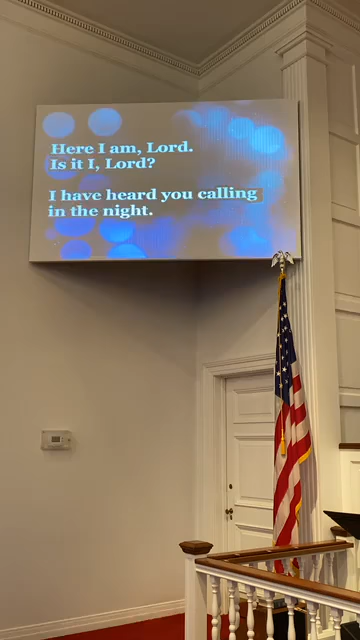 Here I am, Lord.
Is it I, Lord?
I have heard you calling
in the night.